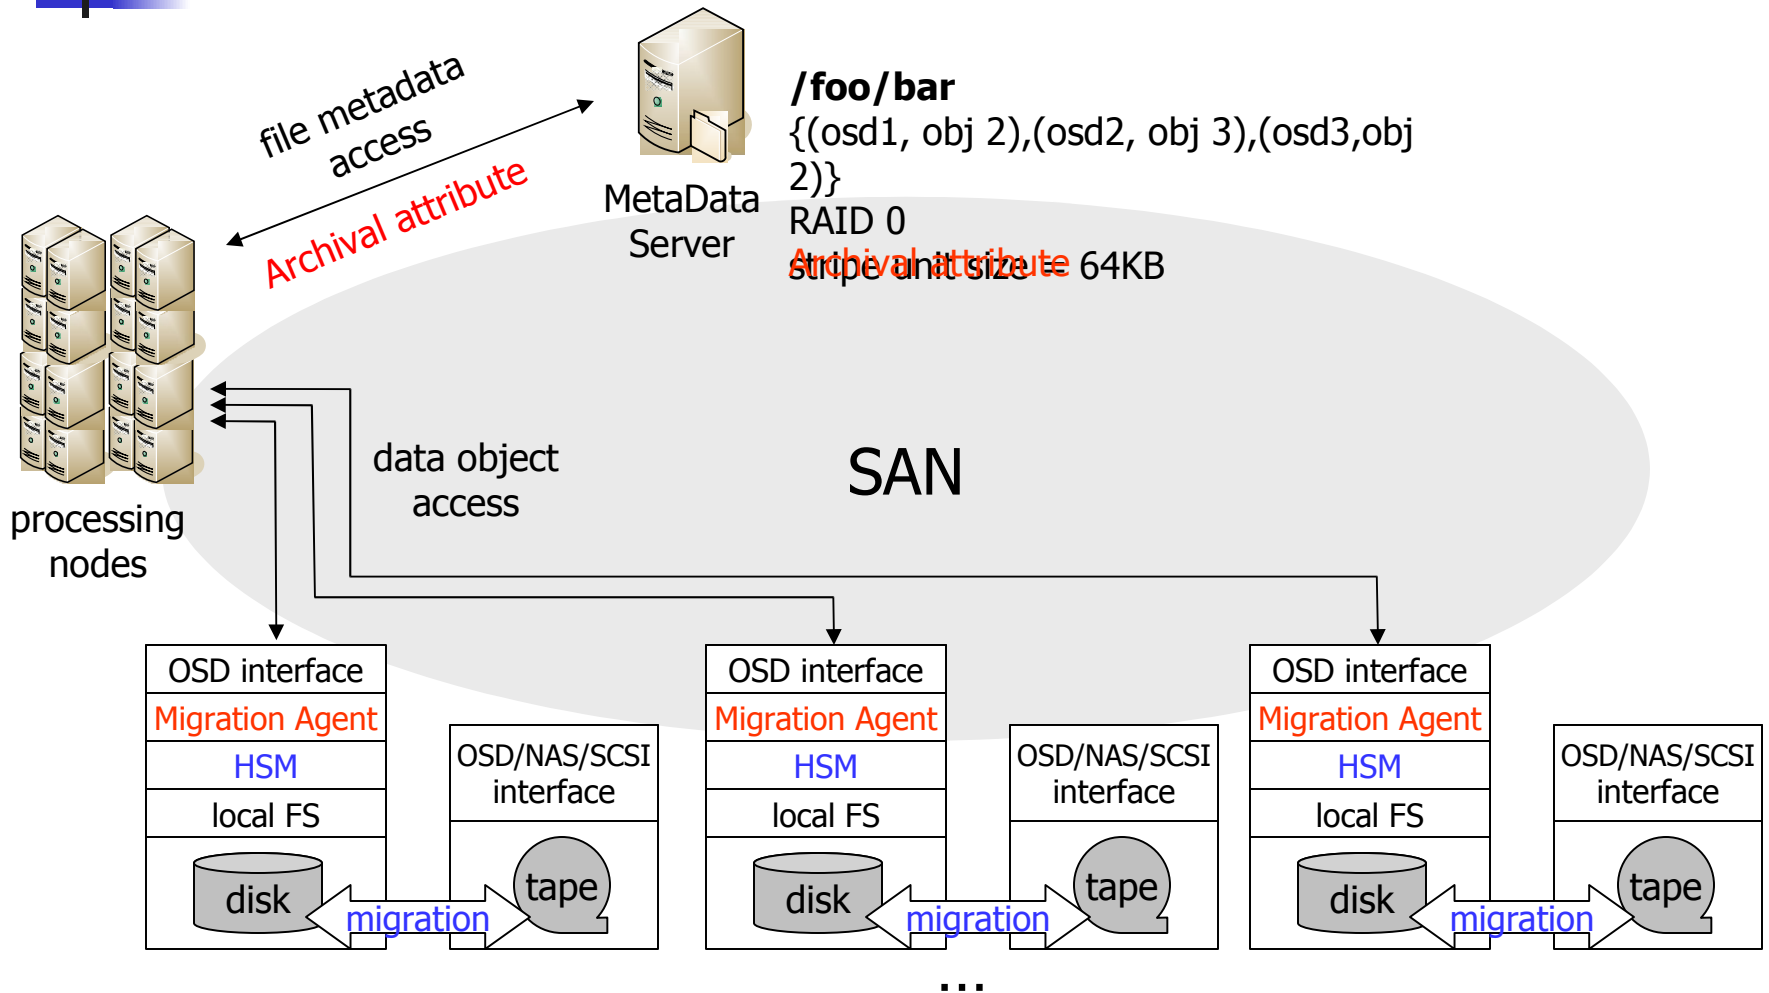 file metadata
access
Archival attribute
MetaData
Server
/foo/bar
{(osd1, obj 2),(osd2, obj 3),(osd3,obj
2)}
RAID 0
stripe unit size = 64KB
Archival attribute
processing
nodes
data object
access
SAN
OSD interface
Migration Agent
HSM
local FS
disk
migration
OSD/NAS/SCSI
interface
tape
OSD interface
Migration Agent
HSM
local FS
disk
migration
OSD/NAS/SCSI
interface
tape
OSD interface
Migration Agent
HSM
local FS
disk
migration
OSD/NAS/SCSI
interface
tape
...